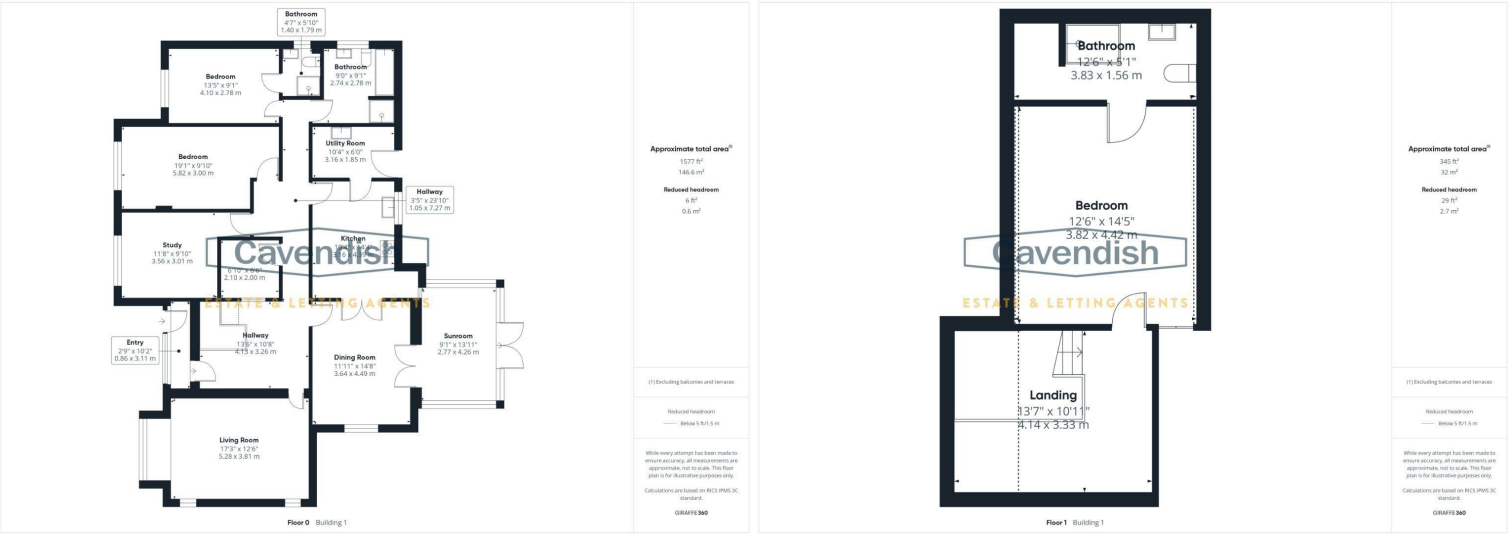 Bathroom
4'7" x 5'10"
1.40 x 1.79 m
Bedroom
13'5" x 9'1"
4.10 x 2.78 m
Bathroom
9'0" x 9'1"
2.74 x 2.78 m
Bedroom
19'1" x 9'10"
5.82 x 3.00 m
Utility Room
10'4" x 6'0"
3.16 x 1.85 m
Hallway
3'5" x 23'10"
1.05 x 7.27 m
Study
11'8" x 9'10"
3.56 x 3.01 m
Kitchen
Cavendish
ESTATE & LETTING AGENTS
6'10" x 6'6"
2.10 x 2.00 m
Entry
2'9" x 10'2"
0.86 x 3.11 m
Hallway
13'6" x 10'8"
4.13 x 3.26 m
Dining Room
11'11" x 14'8"
3.64 x 4.49 m
Sunroom
9'1" x 13'11"
2.77 x 4.26 m
Living Room
17'3" x 12'6"
5.28 x 3.81 m
Floor 0 Building 1
Approximate total area(1)
1577 ft²
146.6 m²
Reduced headroom
6 ft²
0.6 m²
(1) Excluding balconies and terraces
Reduced headroom
Below 5 ft/1.5 m
While every attempt has been made to
ensure accuracy, all measurements are
approximate, not to scale. This floor
plan is for illustrative purposes only.
Calculations are based on RICS IPMS 3C
standard.
GIRAFFE360
Bathroom
12'6" x 5'1"
3.83 x 1.56 m
Bedroom
12'6" x 14'5"
3.82 x 4.42 m
Cavendish
ESTATE & LETTING AGENTS
Landing
13'7" x 10'11"
4.14 x 3.33 m
Floor 1 Building 1
Approximate total area(1)
345 ft²
32 m²
Reduced headroom
29 ft²
2.7 m²
(1) Excluding balconies and terraces
Reduced headroom
Below 5 ft/1.5 m
While every attempt has been made to
ensure accuracy, all measurements are
approximate, not to scale. This floor
plan is for illustrative purposes only.
Calculations are based on RICS IPMS 3C
standard.
GIRAFFE360